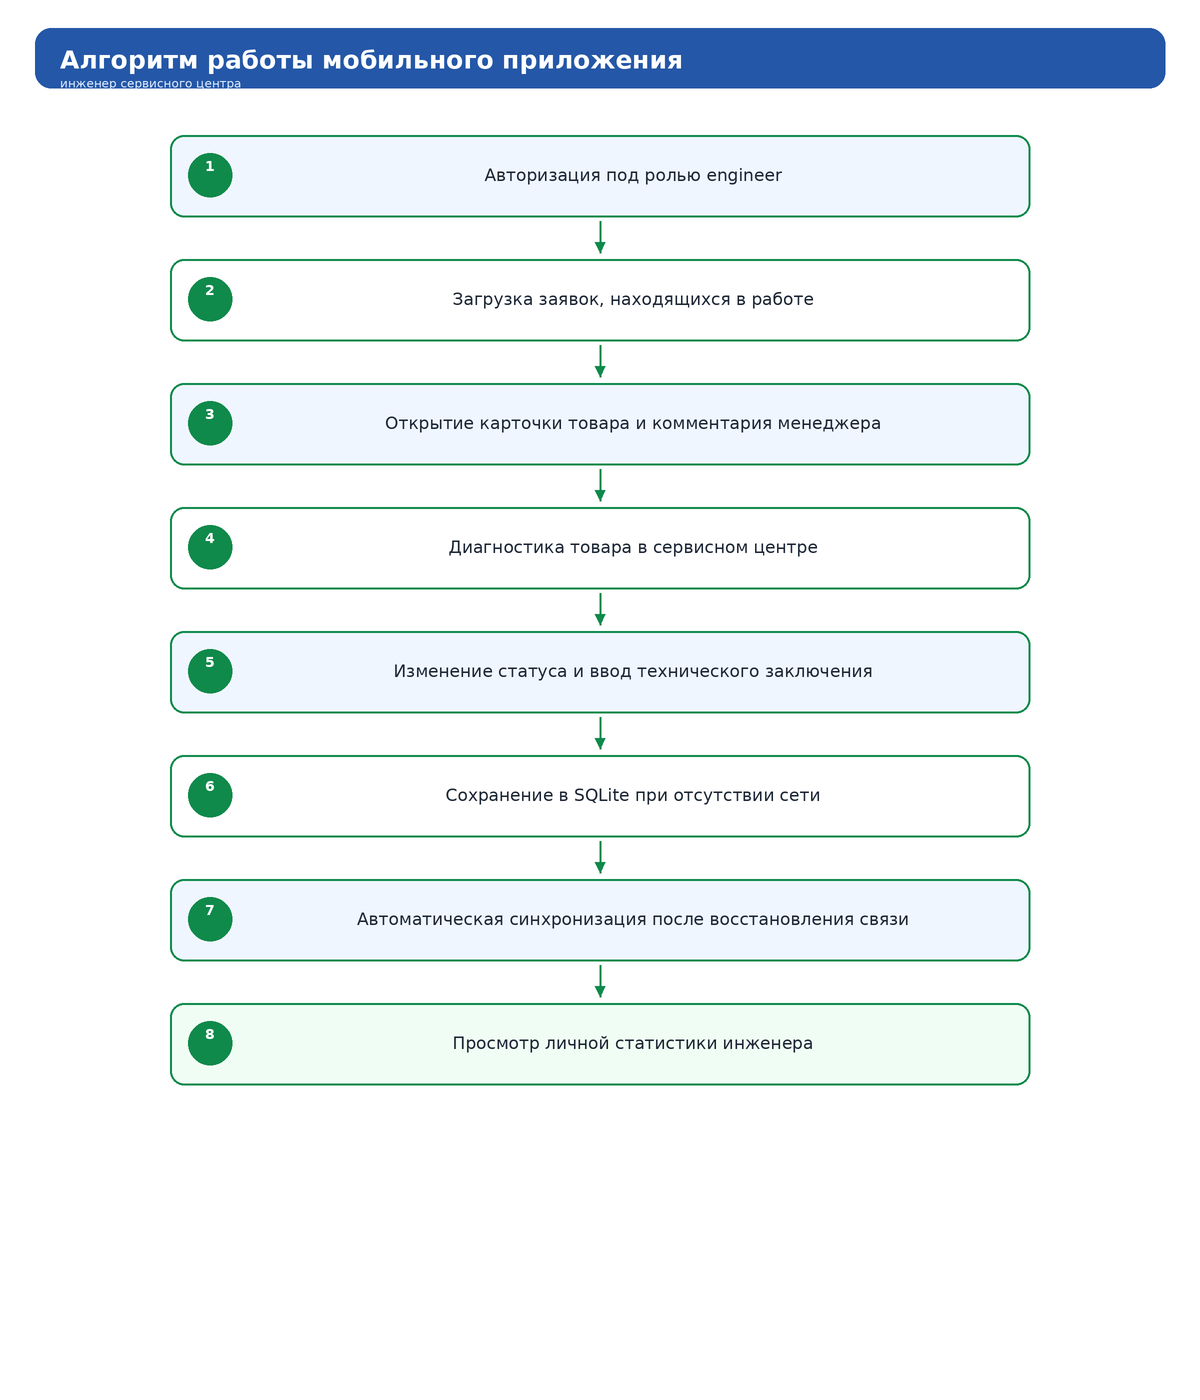 Алгоритм работы мобильного приложения
инженер сервисного центра
1
Авторизация под ролью engineer
2
Загрузка заявок, находящихся в работе
3
Открытие карточки товара и комментария менеджера
4
Диагностика товара в сервисном центре
5
Изменение статуса и ввод технического заключения
6
Сохранение в SQLite при отсутствии сети
7
Автоматическая синхронизация после восстановления связи
8
Просмотр личной статистики инженера